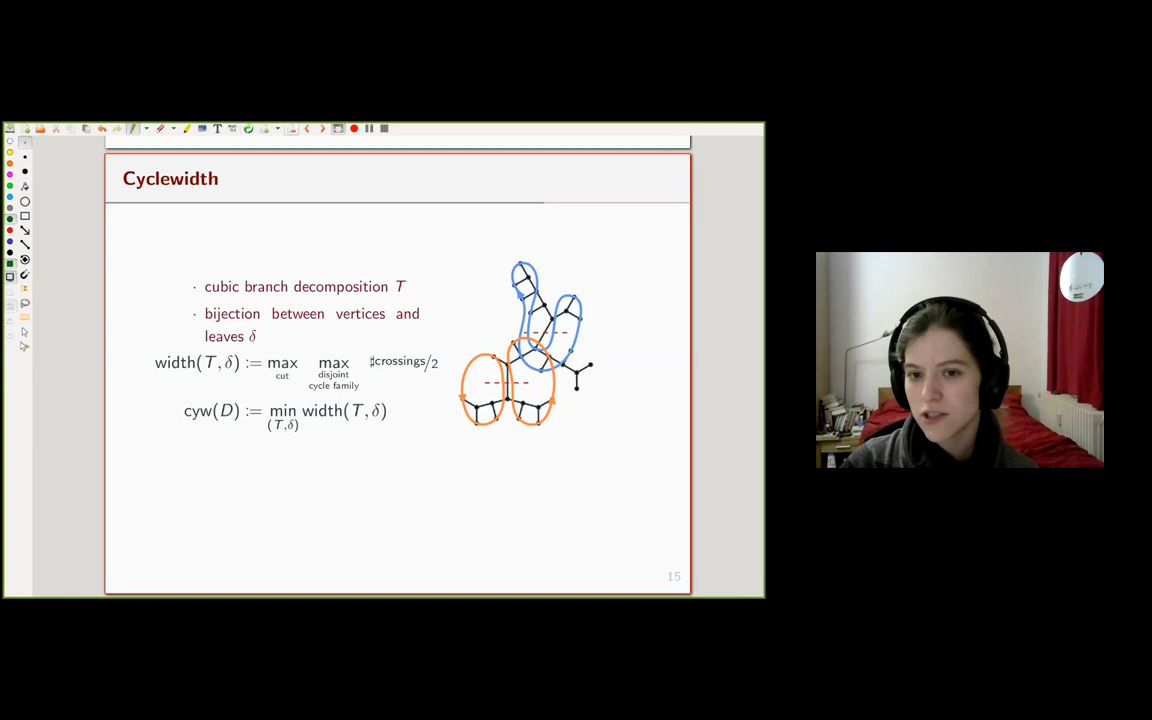 Cyclewidth
· cubic branch decomposition T
· bijection between vertices and
leaves δ
width(T, δ) := max max ♯crossings/2
cut disjoint
cycle family
cyw(D) := min width(T, δ)
(T,δ)
15